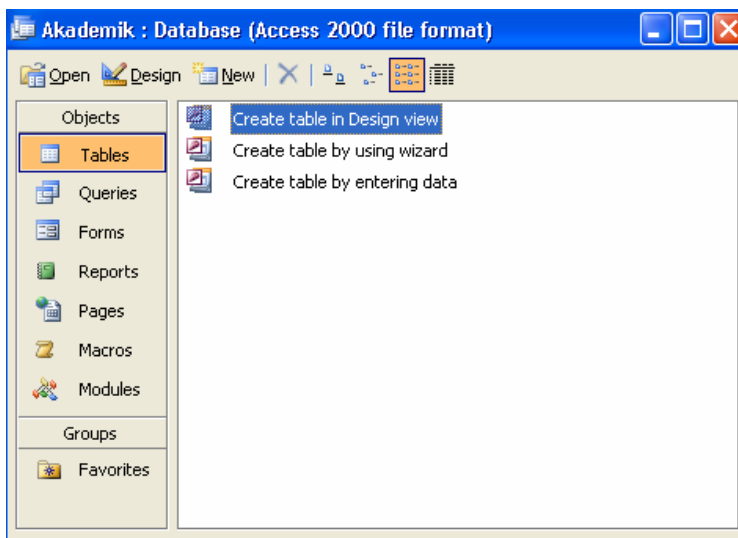 Akademik : Database (Access 2000 file format)
Open Design New
Objects
Tables
Queries
Forms
Reports
Pages
Macros
Modules
Groups
Favorites
Create table in Design view
Create table by using wizard
Create table by entering data